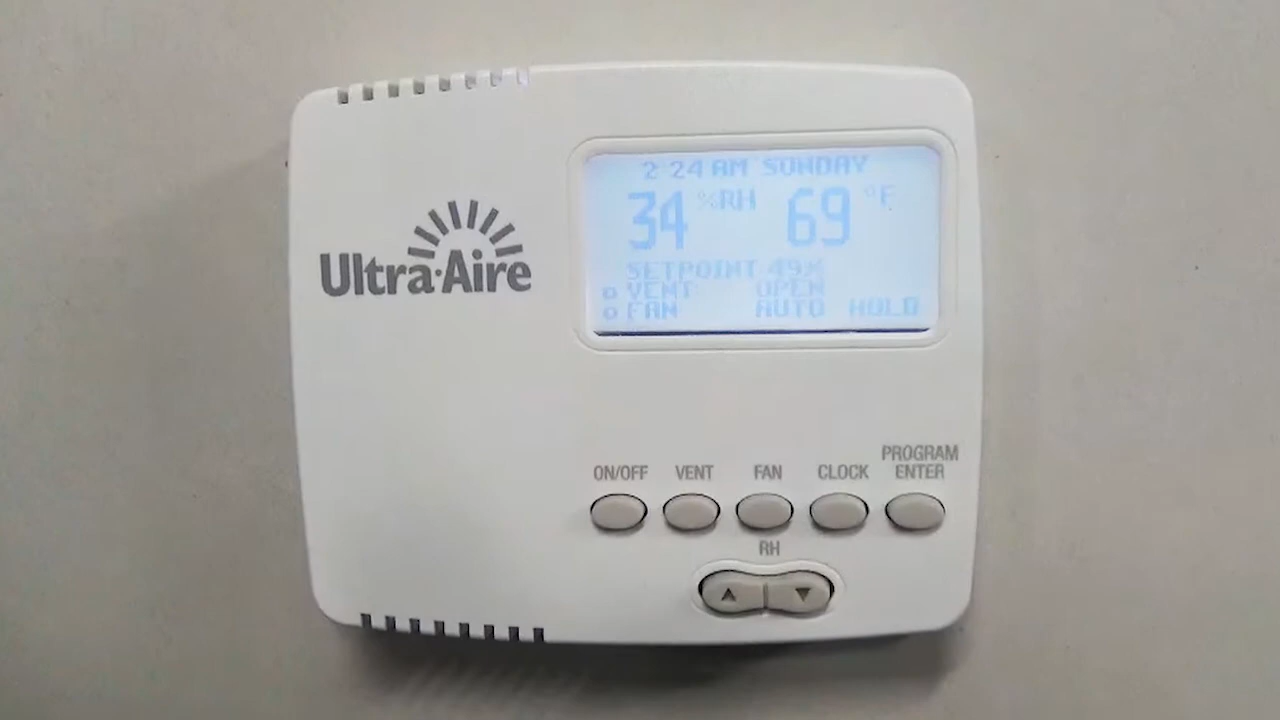 Ultra-Aire
2:24 AM SUNDAY
34 %RH 69 °F
SETPOINT 49%
VENT OPEN
FAN AUTO HOLD
ON/OFF VENT FAN CLOCK PROGRAM ENTER
RH